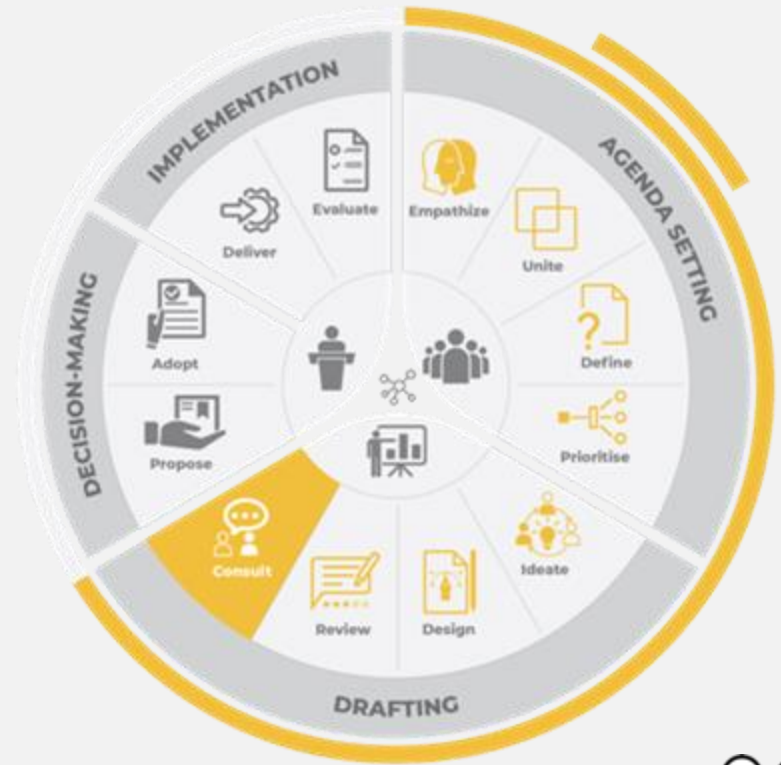 IMPLEMENTATION
AGENDA SETTING
DECISION-MAKING
DRAFTING
Evaluate
Empathize
Deliver
Unite
Adopt
Define
Propose
Prioritise
Consult
Ideate
Review
Design
?